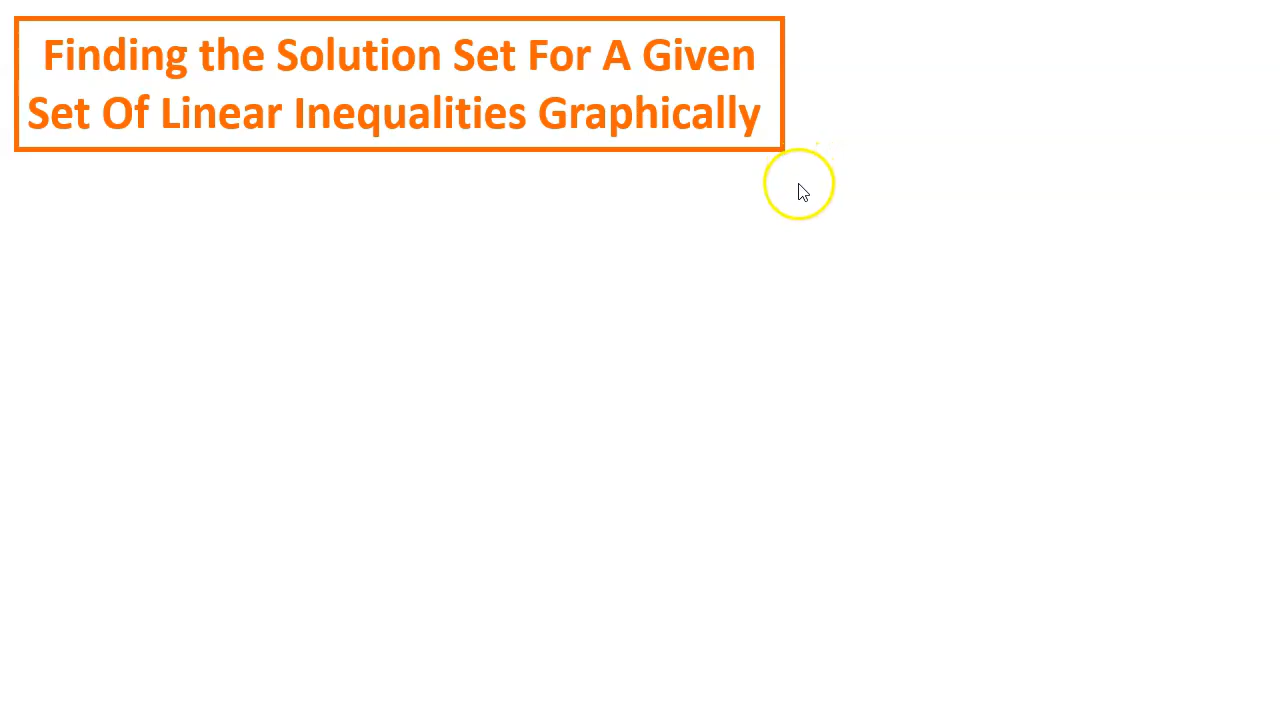 Finding the Solution Set For A Given
Set Of Linear Inequalities Graphically